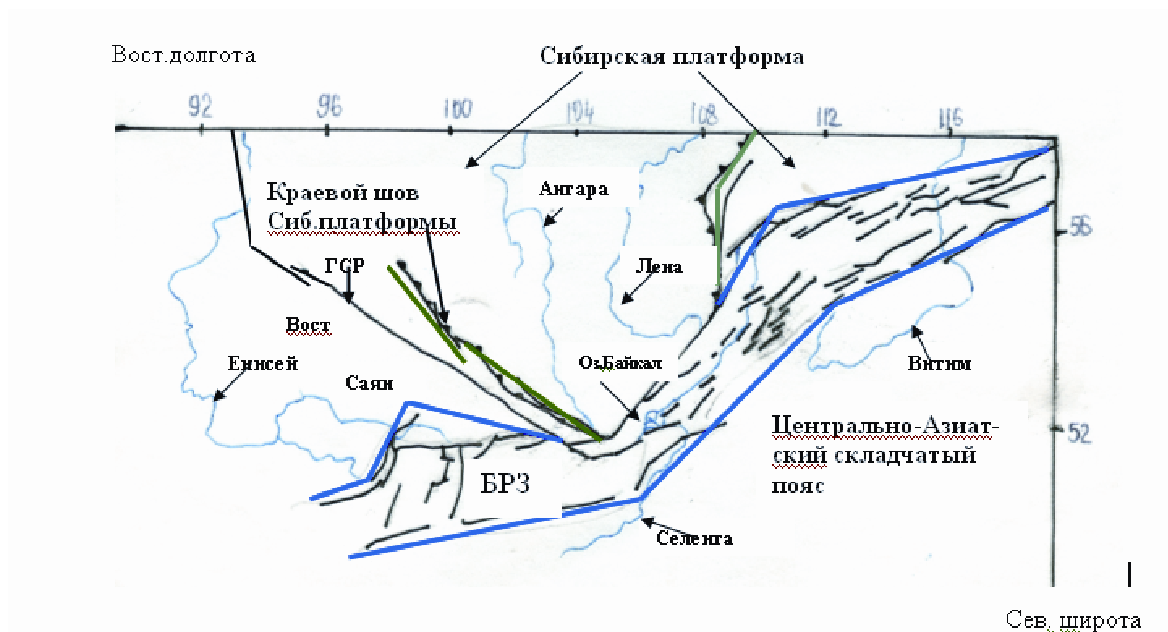 Вост.долгота
Сибирская платформа
92 96 100 104 108 112 116
Краевой шов
Сиб.платформы
Ангара
56
ГСР
Лена
Вост
Енисей
Саян
Оз.Байкал
Витим
Центрально-Азиат-
ский складчатый
пояс
52
БРЗ
Селенга
Сев. широта